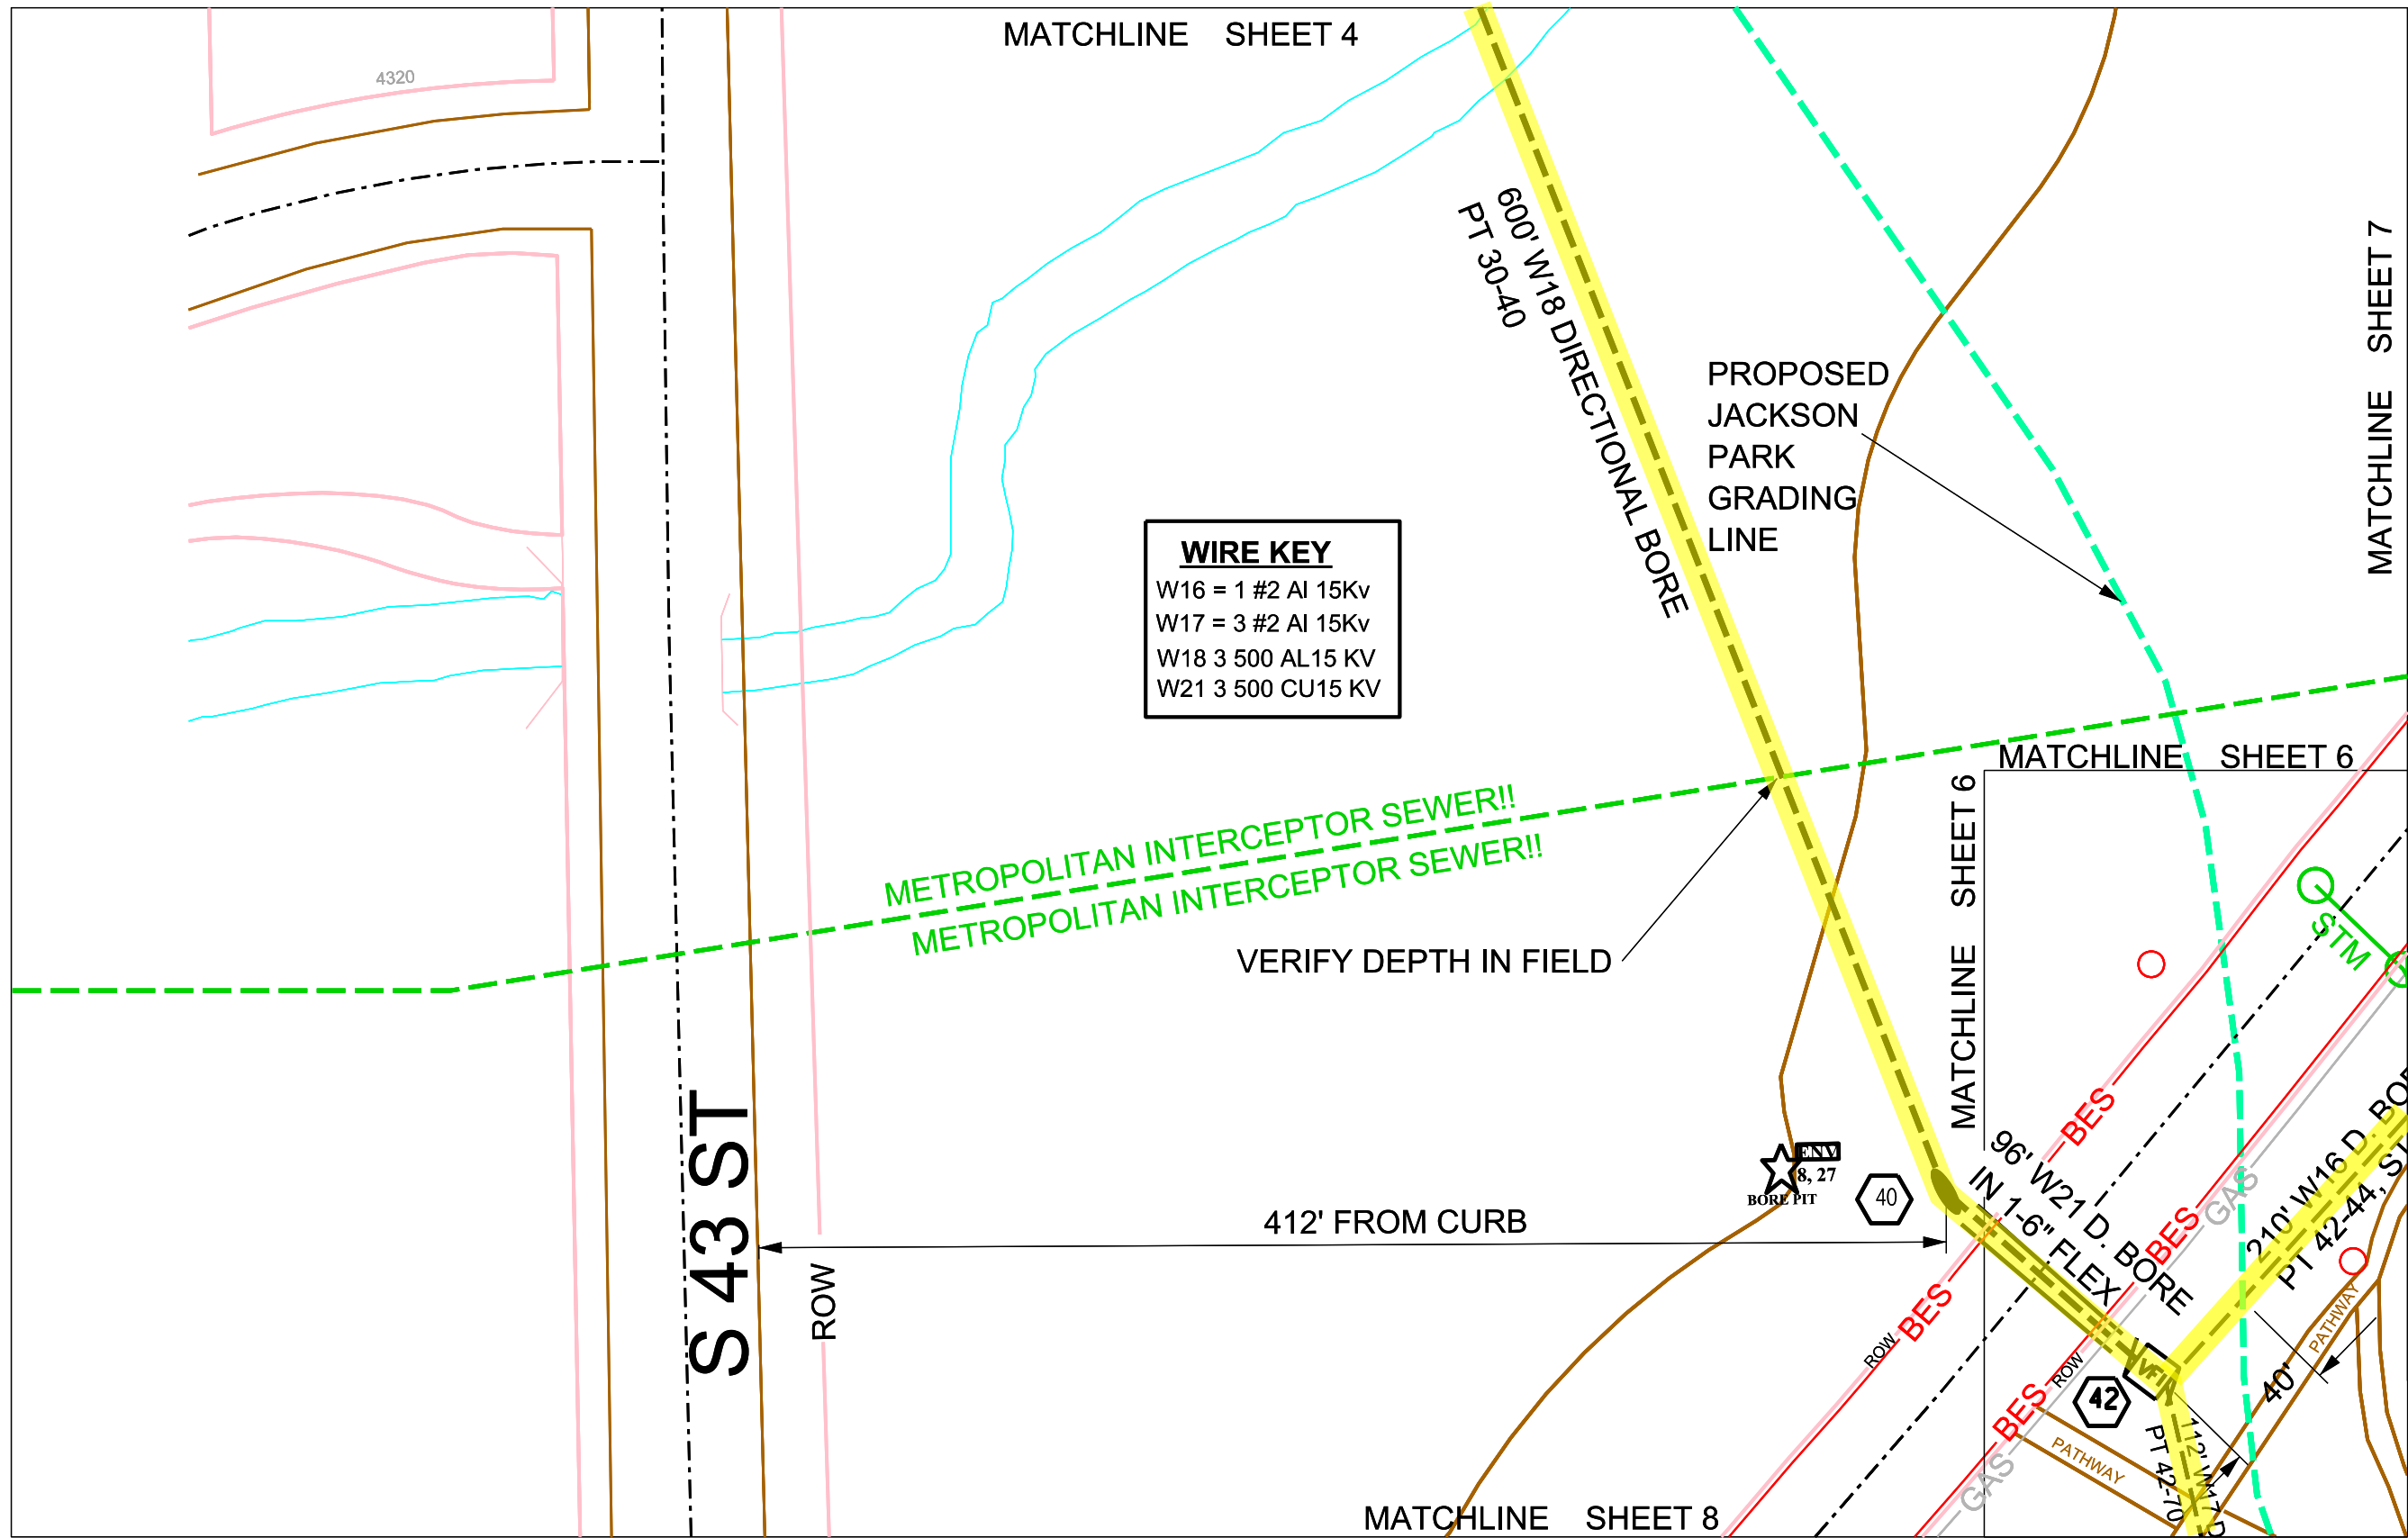 MATCHLINE SHEET 4
4320
600' W18 DIRECTIONAL BORE
PT 30-40
MATCHLINE SHEET 7
PROPOSED
JACKSON
PARK
GRADING
LINE
WIRE KEY
W16 = 1 #2 Al 15Kv
W17 = 3 #2 Al 15Kv
W18 3 500 AL15 KV
W21 3 500 CU15 KV
MATCHLINE SHEET 6
MATCHLINE SHEET 6
METROPOLITAN INTERCEPTOR SEWER!!
METROPOLITAN INTERCEPTOR SEWER!!
VERIFY DEPTH IN FIELD
STM
S 43 ST
ROW
412' FROM CURB
ENV
8, 27
BORE PIT
40
96' W21 D. BORE
IN 1-6" FLEX
BES
BES
BES
BES
GAS
GAS
ROW
ROW
210' W16 D. BOR
PT 42-44, ST
PATHWAY
40'
42
PATHWAY
112' W17 D
PT 42-70
MATCHLINE SHEET 8